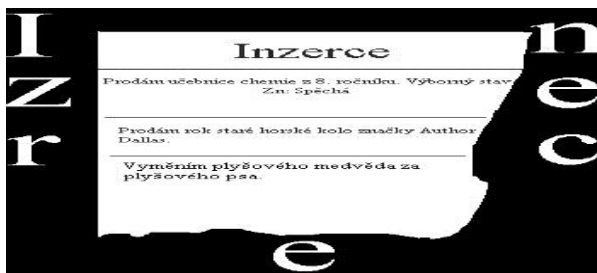 I n
z e
r c
e
Inzerce
Prodám učebnice chemie z 8. ročníku. Výborný stav
Zn: Spěchá
Prodám rok staré horské kolo značky Author
Dallas.
Vyměním plyšového medvěda za
plyšového psa.